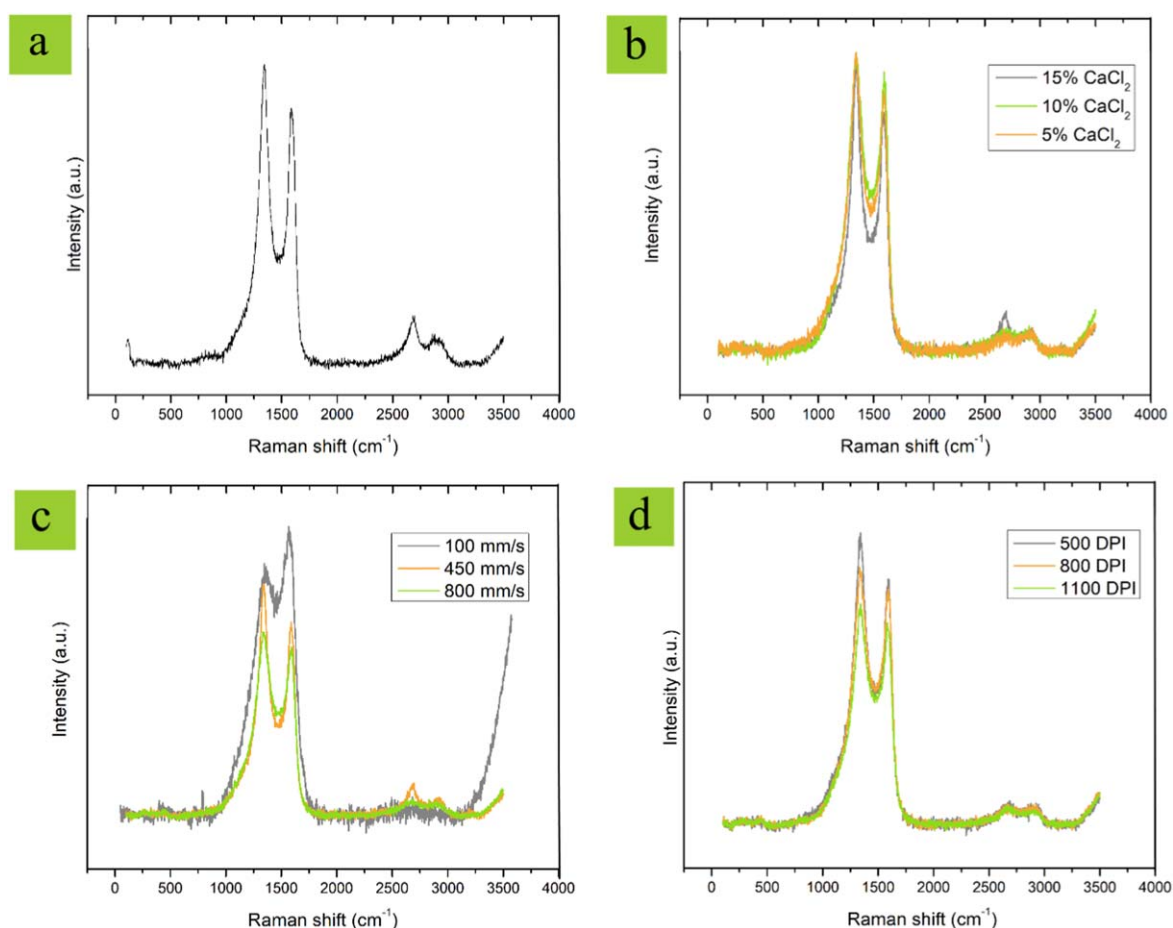 a
Intensity (a.u.)
0 500 1000 1500 2000 2500 3000 3500 4000
Raman shift (cm⁻¹)
b
15% CaCl₂
10% CaCl₂
5% CaCl₂
Intensity (a.u.)
0 500 1000 1500 2000 2500 3000 3500 4000
Raman shift (cm⁻¹)
c
100 mm/s
450 mm/s
800 mm/s
Intensity (a.u.)
0 500 1000 1500 2000 2500 3000 3500 4000
Raman shift (cm⁻¹)
d
500 DPI
800 DPI
1100 DPI
Intensity (a.u.)
0 500 1000 1500 2000 2500 3000 3500 4000
Raman shift (cm⁻¹)